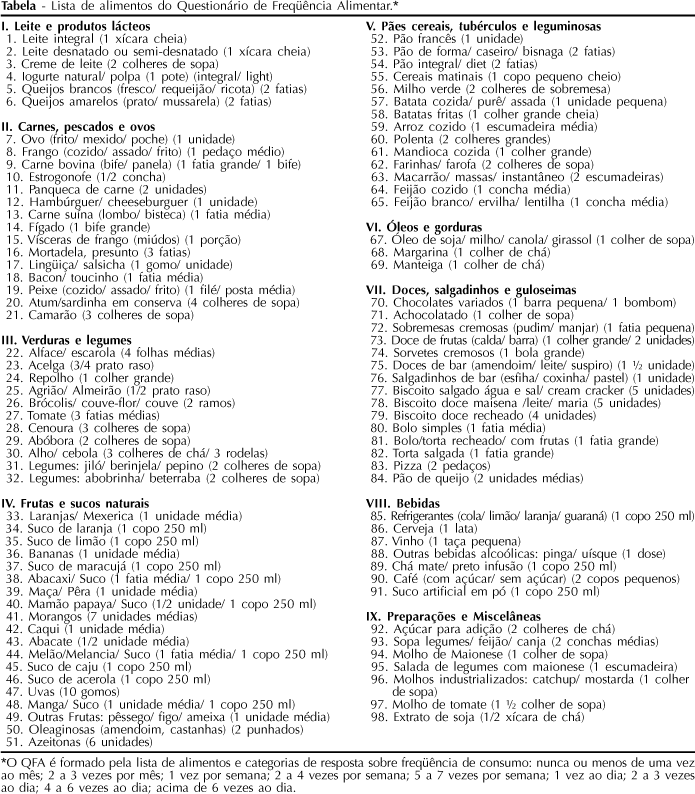 Tabela - Lista de alimentos do Questionário de Freqüência Alimentar.*
I. Leite e produtos lácteos
1. Leite integral (1 xícara cheia)
2. Leite desnatado ou semi-desnatado (1 xícara cheia)
3. Creme de leite (2 colheres de sopa)
4. Iogurte natural/ polpa (1 pote) (integral/ light)
5. Queijos brancos (fresco/ requeijão/ ricota) (2 fatias)
6. Queijos amarelos (prato/ mussarela) (2 fatias)
II. Carnes, pescados e ovos
7. Ovo (frito/ mexido/ poche) (1 unidade)
8. Frango (cozido/ assado/ frito) (1 pedaço médio)
9. Carne bovina (bife/ panela) (1 fatia grande/ 1 bife)
10. Estrogonofe (1/2 concha)
11. Panqueca de carne (2 unidades)
12. Hambúrguer/ cheeseburguer (1 unidade)
13. Carne suína (lombo/ bisteca) (1 fatia média)
14. Fígado (1 bife grande)
15. Vísceras de frango (miúdos) (1 porção)
16. Mortadela, presunto (3 fatias)
17. Lingüiça/ salsicha (1 gomo/ unidade)
18. Bacon/ toucinho (1 fatia média)
19. Peixe (cozido/ assado/ frito) (1 filé/ posta média)
20. Atum/sardinha em conserva (4 colheres de sopa)
21. Camarão (3 colheres de sopa)
III. Verduras e legumes
22. Alface/ escarola (4 folhas médias)
23. Acelga (3/4 prato raso)
24. Repolho (1 colher grande)
25. Agrião/ Almeirão (1/2 prato raso)
26. Brócolis/ couve-flor/ couve (2 ramos)
27. Tomate (3 fatias médias)
28. Cenoura (3 colheres de sopa)
29. Abóbora (2 colheres de sopa)
30. Alho/ cebola (3 colheres de chá/ 3 rodelas)
31. Legumes: jiló/ berinjela/ pepino (2 colheres de sopa)
32. Legumes: abobrinha/ beterraba (2 colheres de sopa)
IV. Frutas e sucos naturais
33. Laranjas/ Mexerica (1 unidade média)
34. Suco de laranja (1 copo 250 ml)
35. Suco de limão (1 copo 250 ml)
36. Bananas (1 unidade média)
37. Suco de maracujá (1 copo 250 ml)
38. Abacaxi/ Suco (1 fatia média/ 1 copo 250 ml)
39. Maça/ Pêra (1 unidade média)
40. Mamão papaya/ Suco (1/2 unidade/ 1 copo 250 ml)
41. Morangos (7 unidades médias)
42. Caqui (1 unidade média)
43. Abacate (1/2 unidade média)
44. Melão/Melancia/ Suco (1 fatia média/ 1 copo 250 ml)
45. Suco de caju (1 copo 250 ml)
46. Suco de acerola (1 copo 250 ml)
47. Uvas (10 gomos)
48. Manga/ Suco (1 unidade média/ 1 copo 250 ml)
49. Outras Frutas: pêssego/ figo/ ameixa (1 unidade média)
50. Oleaginosas (amendoim, castanhas) (2 punhados)
51. Azeitonas (6 unidades)
V. Pães cereais, tubérculos e leguminosas
52. Pão francês (1 unidade)
53. Pão de forma/ caseiro/ bisnaga (2 fatias)
54. Pão integral/ diet (2 fatias)
55. Cereais matinais (1 copo pequeno cheio)
56. Milho verde (2 colheres de sobremesa)
57. Batata cozida/ purê/ assada (1 unidade pequena)
58. Batatas fritas (1 colher grande cheia)
59. Arroz cozido (1 escumadeira média)
60. Polenta (2 colheres grandes)
61. Mandioca cozida (1 colher grande)
62. Farinhas/ farofa (2 colheres de sopa)
63. Macarrão/ massas/ instantâneo (2 escumadeiras)
64. Feijão cozido (1 concha média)
65. Feijão branco/ ervilha/ lentilha (1 concha média)
VI. Óleos e gorduras
67. Óleo de soja/ milho/ canola/ girassol (1 colher de sopa)
68. Margarina (1 colher de chá)
69. Manteiga (1 colher de chá)
VII. Doces, salgadinhos e guloseimas
70. Chocolates variados (1 barra pequena/ 1 bombom)
71. Achocolatado (1 colher de sopa)
72. Sobremesas cremosas (pudim/ manjar) (1 fatia pequena)
73. Doce de frutas (calda/ barra) (1 colher grande/ 2 unidades)
74. Sorvetes cremosos (1 bola grande)
75. Doces de bar (amendoim/ leite/ suspiro) (1 ½ unidade)
76. Salgadinhos de bar (esfiha/ coxinha/ pastel) (1 unidade)
77. Biscoito salgado água e sal/ cream cracker (5 unidades)
78. Biscoito doce maisena /leite/ maria (5 unidades)
79. Biscoito doce recheado (4 unidades)
80. Bolo simples (1 fatia média)
81. Bolo/torta recheado/ com frutas (1 fatia grande)
82. Torta salgada (1 fatia grande)
83. Pizza (2 pedaços)
84. Pão de queijo (2 unidades médias)
VIII. Bebidas
85. Refrigerantes (cola/ limão/ laranja/ guaraná) (1 copo 250 ml)
86. Cerveja (1 lata)
87. Vinho (1 taça pequena)
88. Outras bebidas alcoólicas: pinga/ uísque (1 dose)
89. Chá mate/ preto infusão (1 copo 250 ml)
90. Café (com açúcar/ sem açúcar) (2 copos pequenos)
91. Suco artificial em pó (1 copo 250 ml)
IX. Preparações e Miscelâneas
92. Açúcar para adição (2 colheres de chá)
93. Sopa legumes/ feijão/ canja (2 conchas médias)
94. Molho de Maionese (1 colher de sopa)
95. Salada de legumes com maionese (1 escumadeira)
96. Molhos industrializados: catchup/ mostarda (1 colher
de sopa)
97. Molho de tomate (1 ½ colher de sopa)
98. Extrato de soja (1/2 xícara de chá)
*O QFA é formado pela lista de alimentos e categorias de resposta sobre freqüência de consumo: nunca ou menos de uma vez
ao mês; 2 a 3 vezes por mês; 1 vez por semana; 2 a 4 vezes por semana; 5 a 7 vezes por semana; 1 vez ao dia; 2 a 3 vezes
ao dia; 4 a 6 vezes ao dia; acima de 6 vezes ao dia.